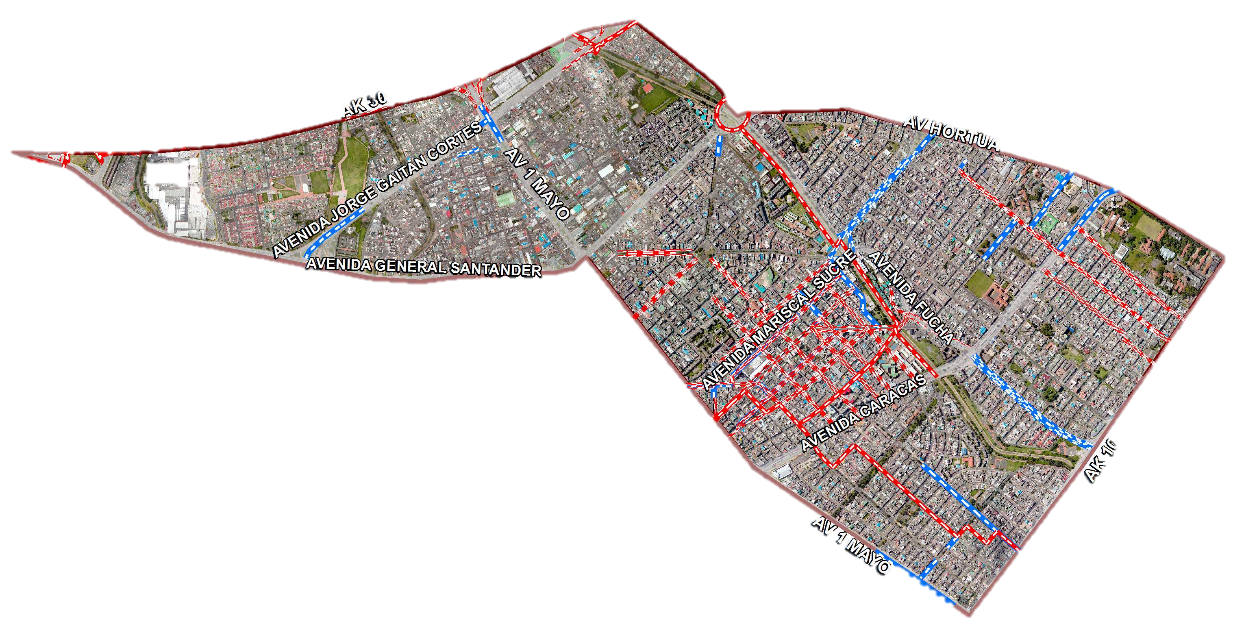 AK 30
AV HORTUA
AVENIDA JORGE GAITAN CORTES
AV 1 MAYO
AVENIDA GENERAL SANTANDER
AVENIDA MARISCAL SUCRE
AVENIDA FUCHA
AVENIDA CARACAS
AK 10
AV 1 MAYO